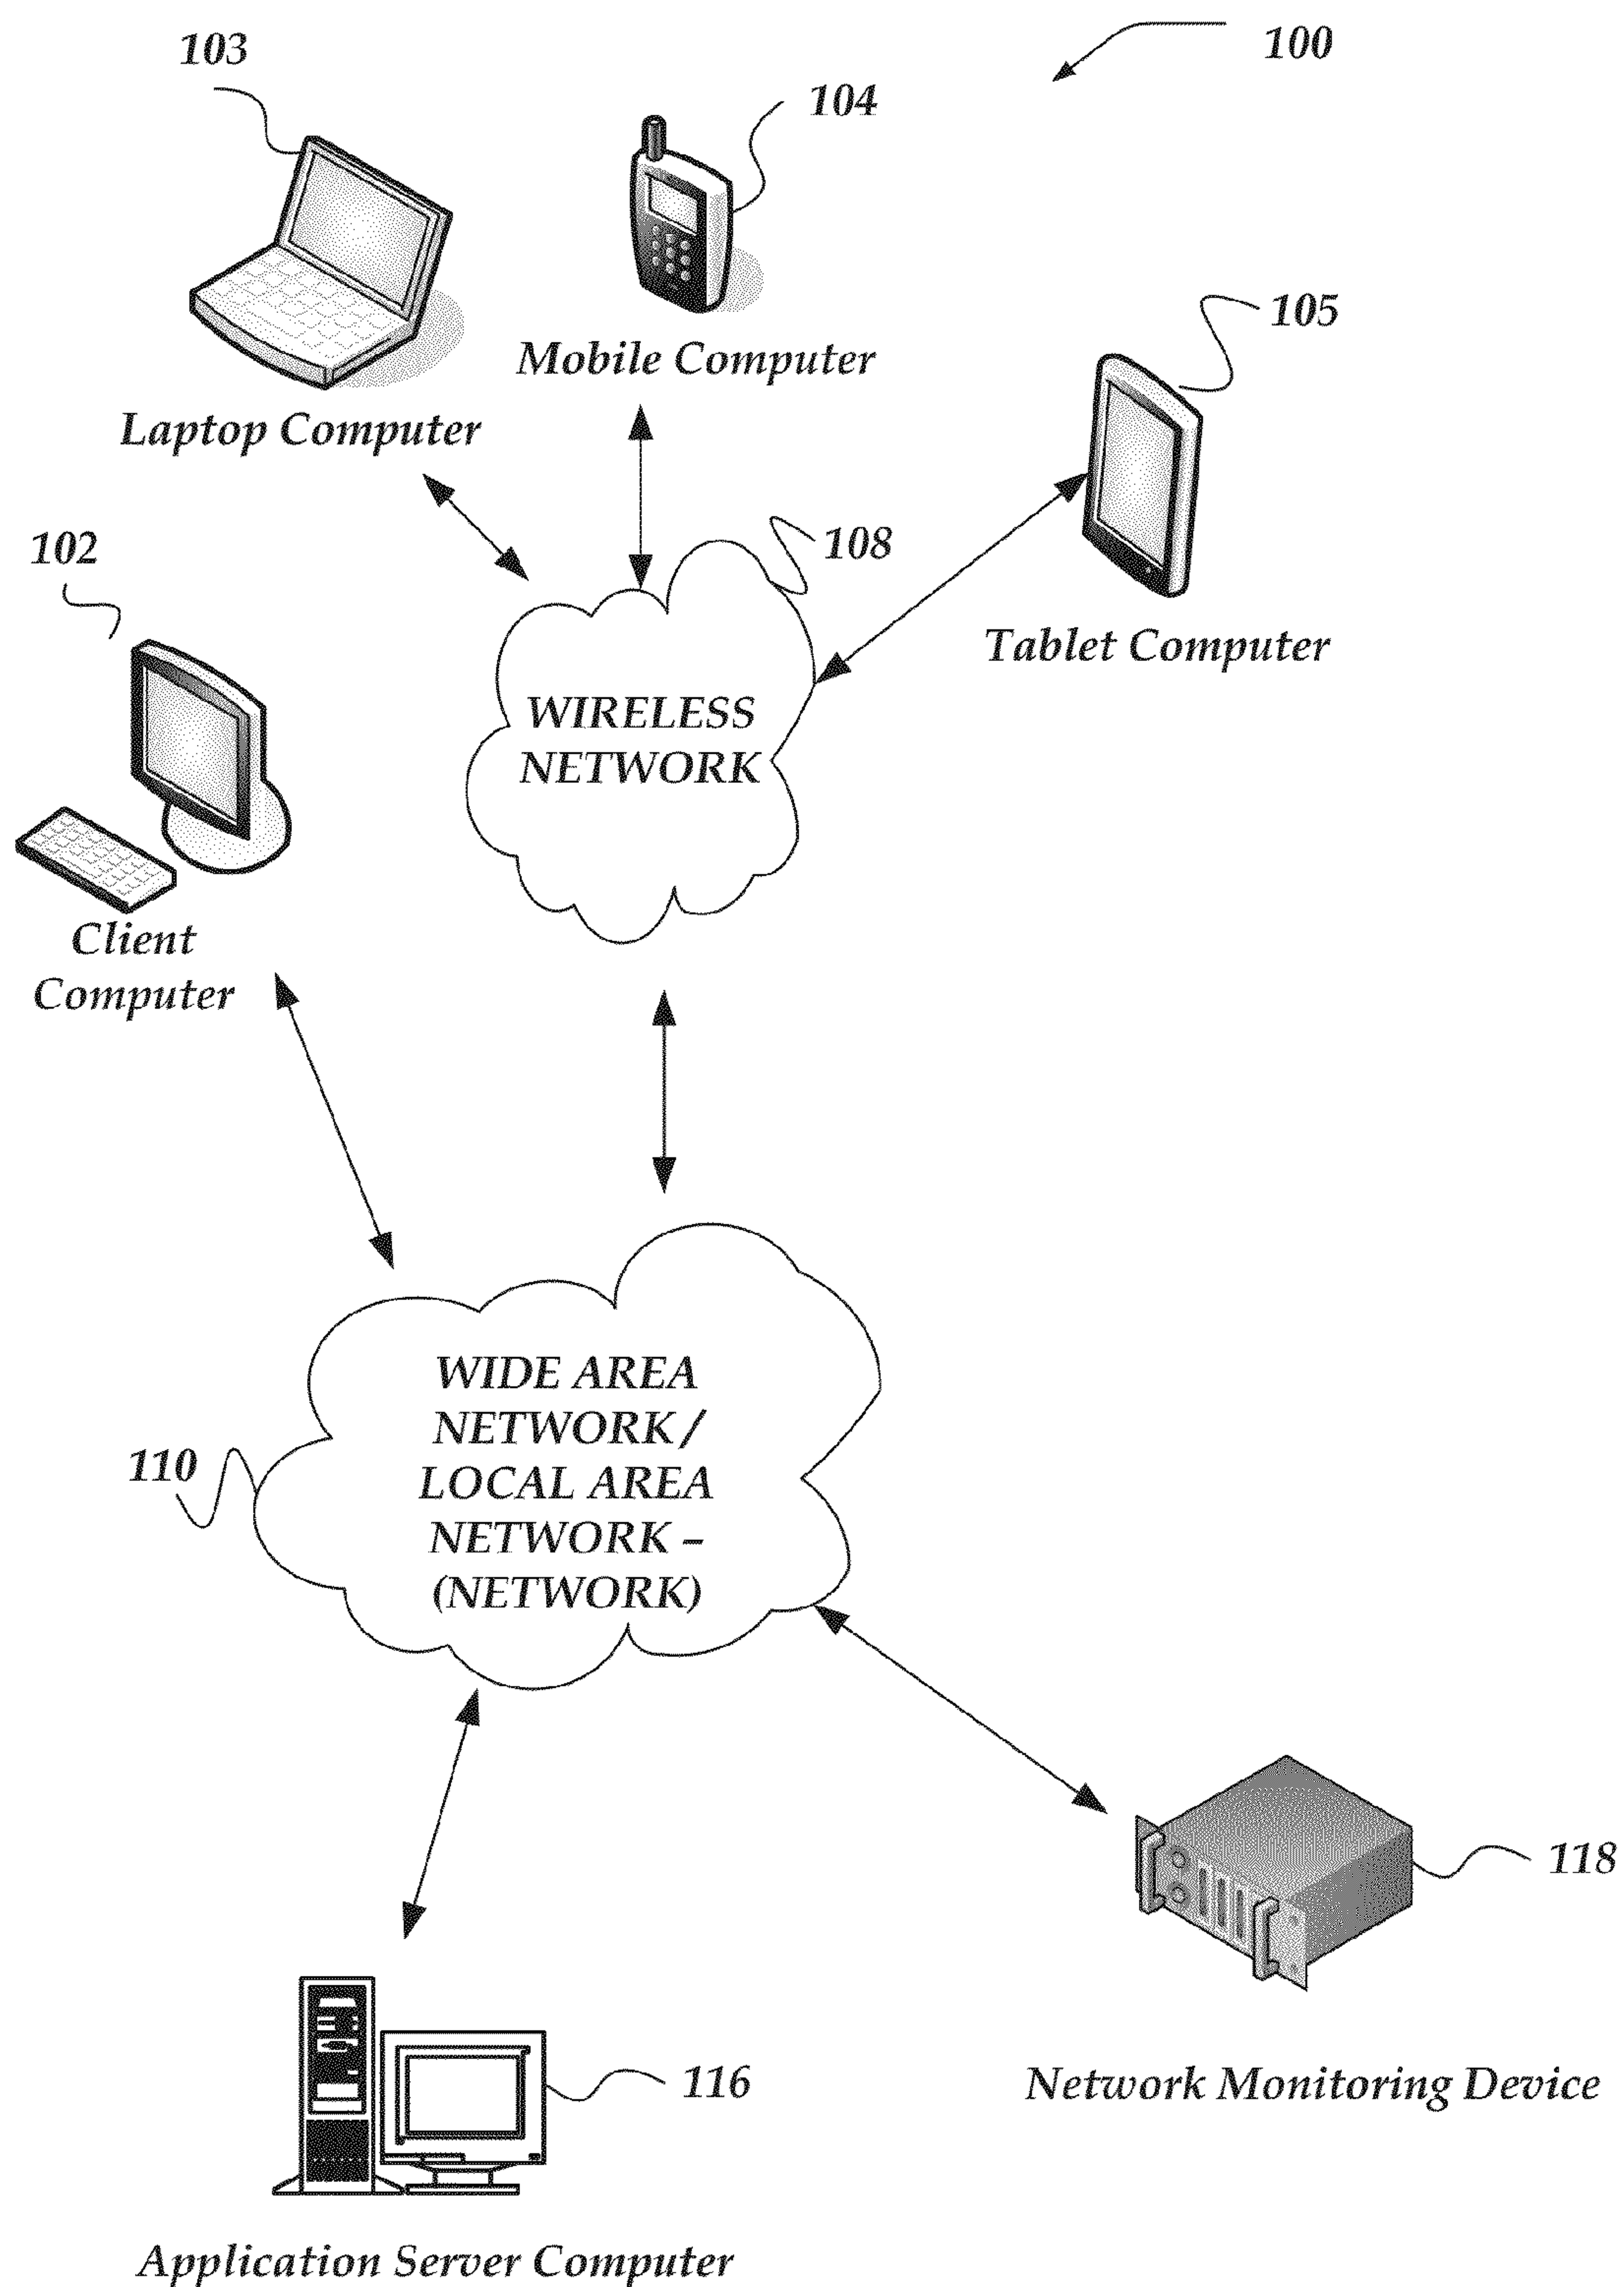 100
103
104
105
Mobile Computer
Laptop Computer
108
102
Tablet Computer
WIRELESS
NETWORK
Client
Computer
WIDE AREA
NETWORK /
LOCAL AREA
NETWORK –
(NETWORK)
110
118
116
Network Monitoring Device
Application Server Computer